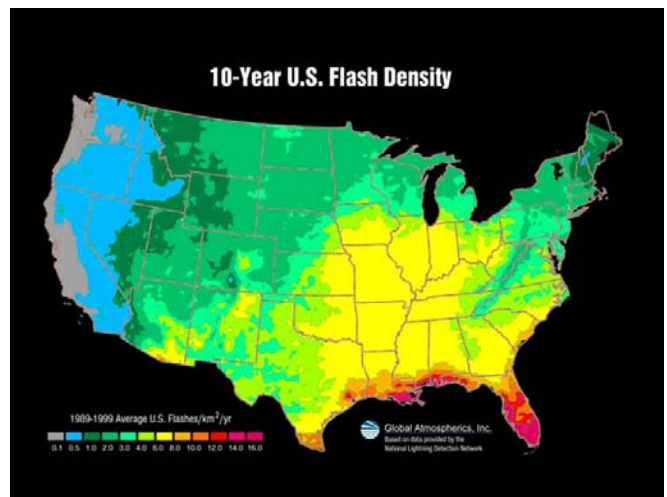 10-Year U.S. Flash Density
1989-1999 Average U.S. Flashes/km²/yr
0.1 0.5 1.0 2.0 3.0 4.0 6.0 8.0 10.0 12.0 14.0 16.0
Global Atmospherics, Inc.
Based on data provided by the
National Lightning Detection Network